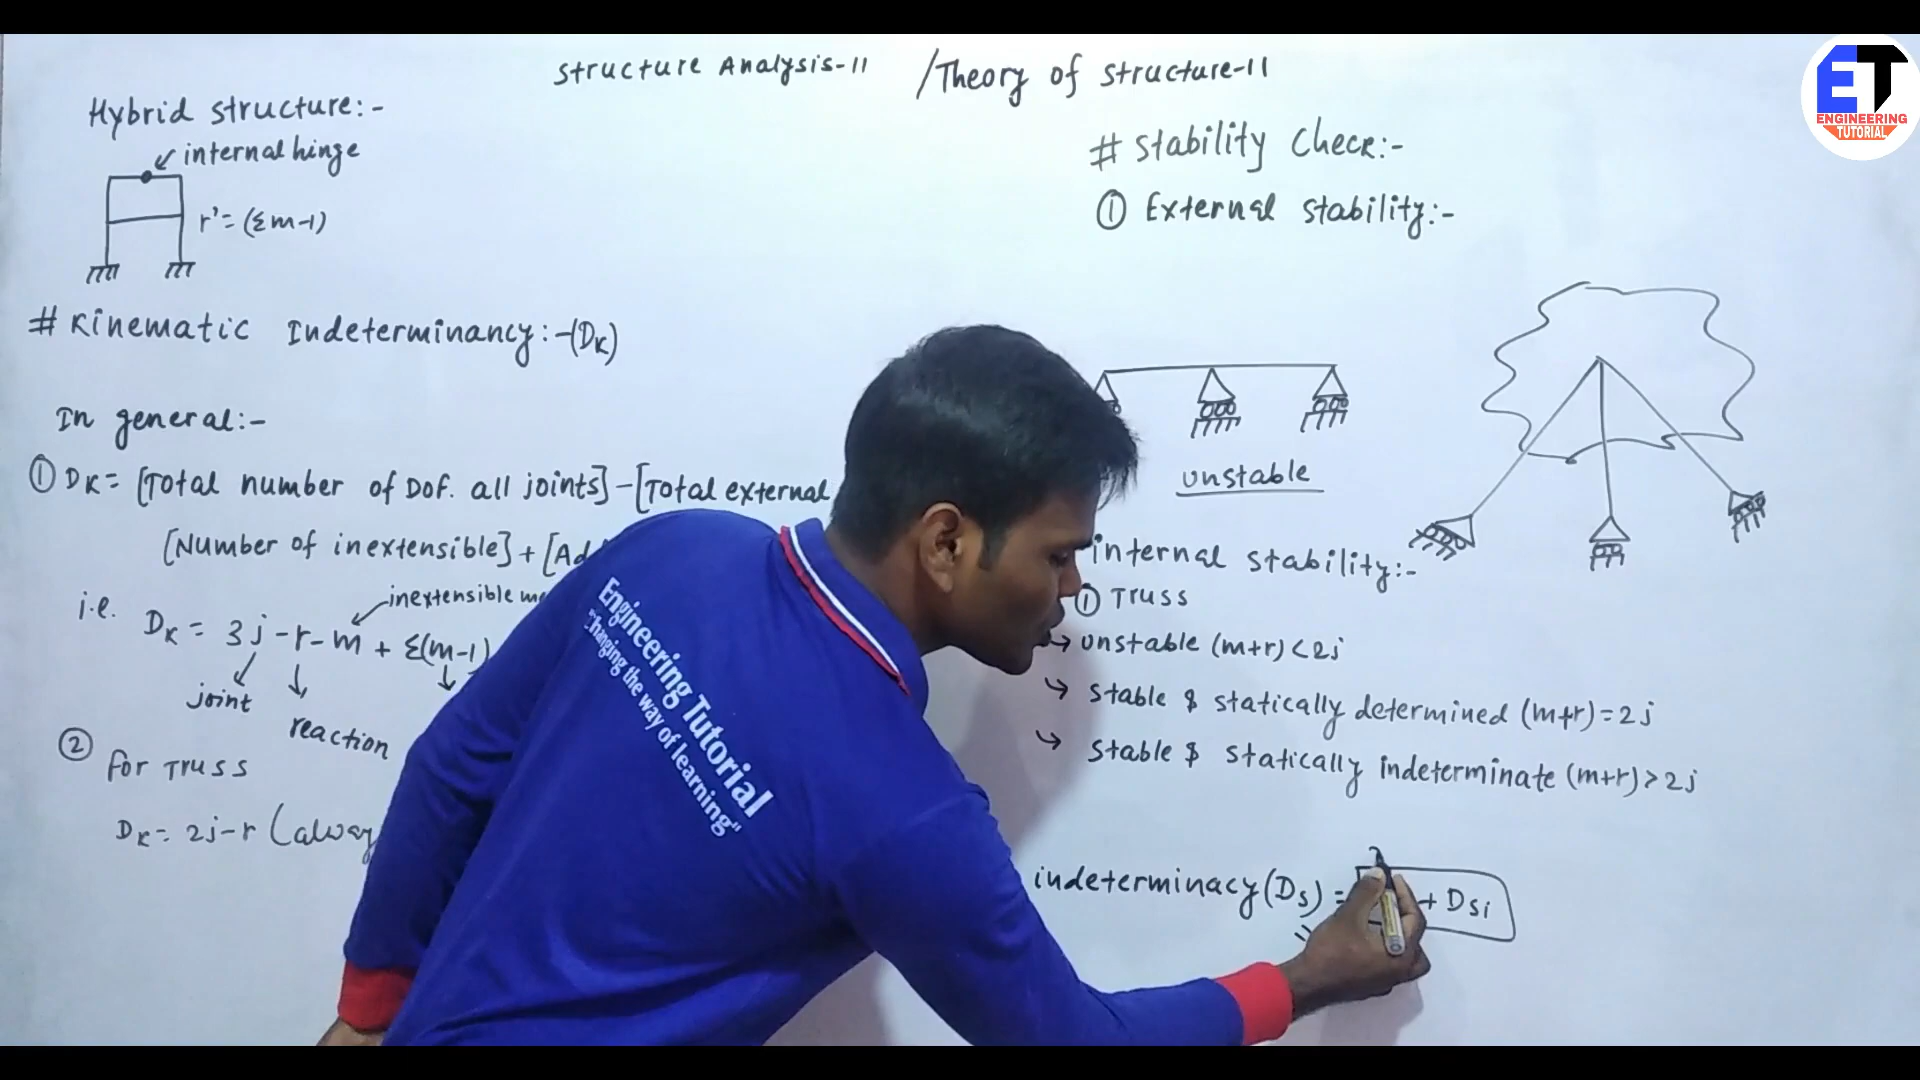 Structure Analysis-II /Theory of Structure-II
ET
ENGINEERING
TUTORIAL
Hybrid structure:-
internal hinge
r'= (Σm-1)
# Kinematic Indeterminancy:-(DK)
In general:-
① DK= [Total number of DOF. all joints] -[Total external
[Number of inextensible] + [Ad
i.e. DK = 3j -r- m + Σ(m-1)
inextensible me
joint
reaction
② for Truss
DK= 2j-r (alway
# Stability Check:-
① External stability:-
unstable
internal stability:-
① Truss
→ unstable (m+r) <2j
→ Stable $ statically determined (m+r)=2j
→ Stable $ statically indeterminate (m+r)> 2j
indeterminacy (Ds) = + Dsi
Engineering Tutorial
"Changing the way of learning"